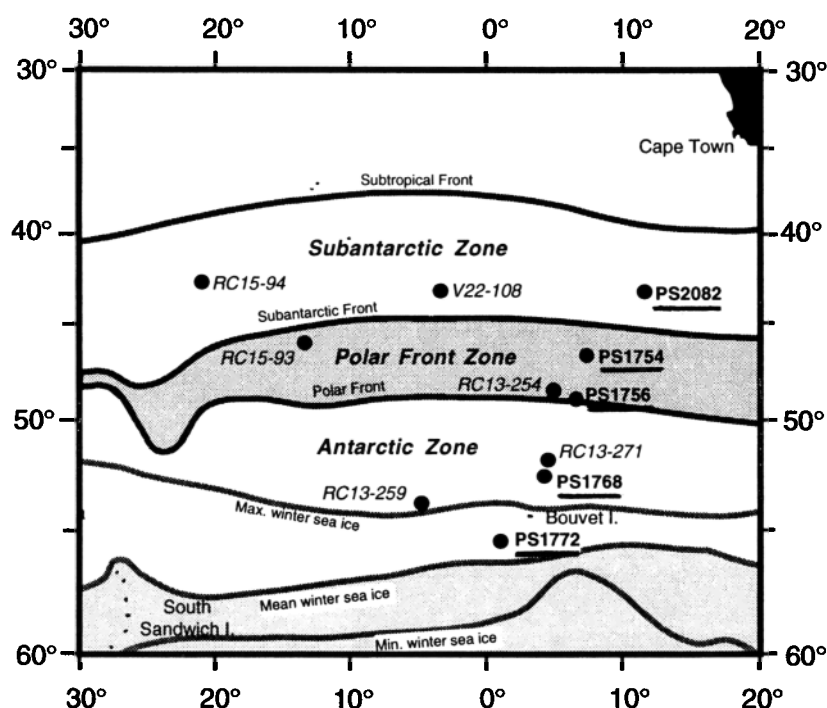 30° 20° 10° 0° 10° 20°
30° 30°
Cape Town
Subtropical Front
40° 40°
Subantarctic Zone
RC15-94 V22-108 PS2082
Subantarctic Front
RC15-93 Polar Front Zone PS1754
Polar Front RC13-254 PS1756
50° 50°
Antarctic Zone
RC13-271
RC13-259 PS1768
Max. winter sea ice Bouvet I.
PS1772
South
Sandwich I.
Mean winter sea ice
Min. winter sea ice
60° 60°
30° 20° 10° 0° 10° 20°